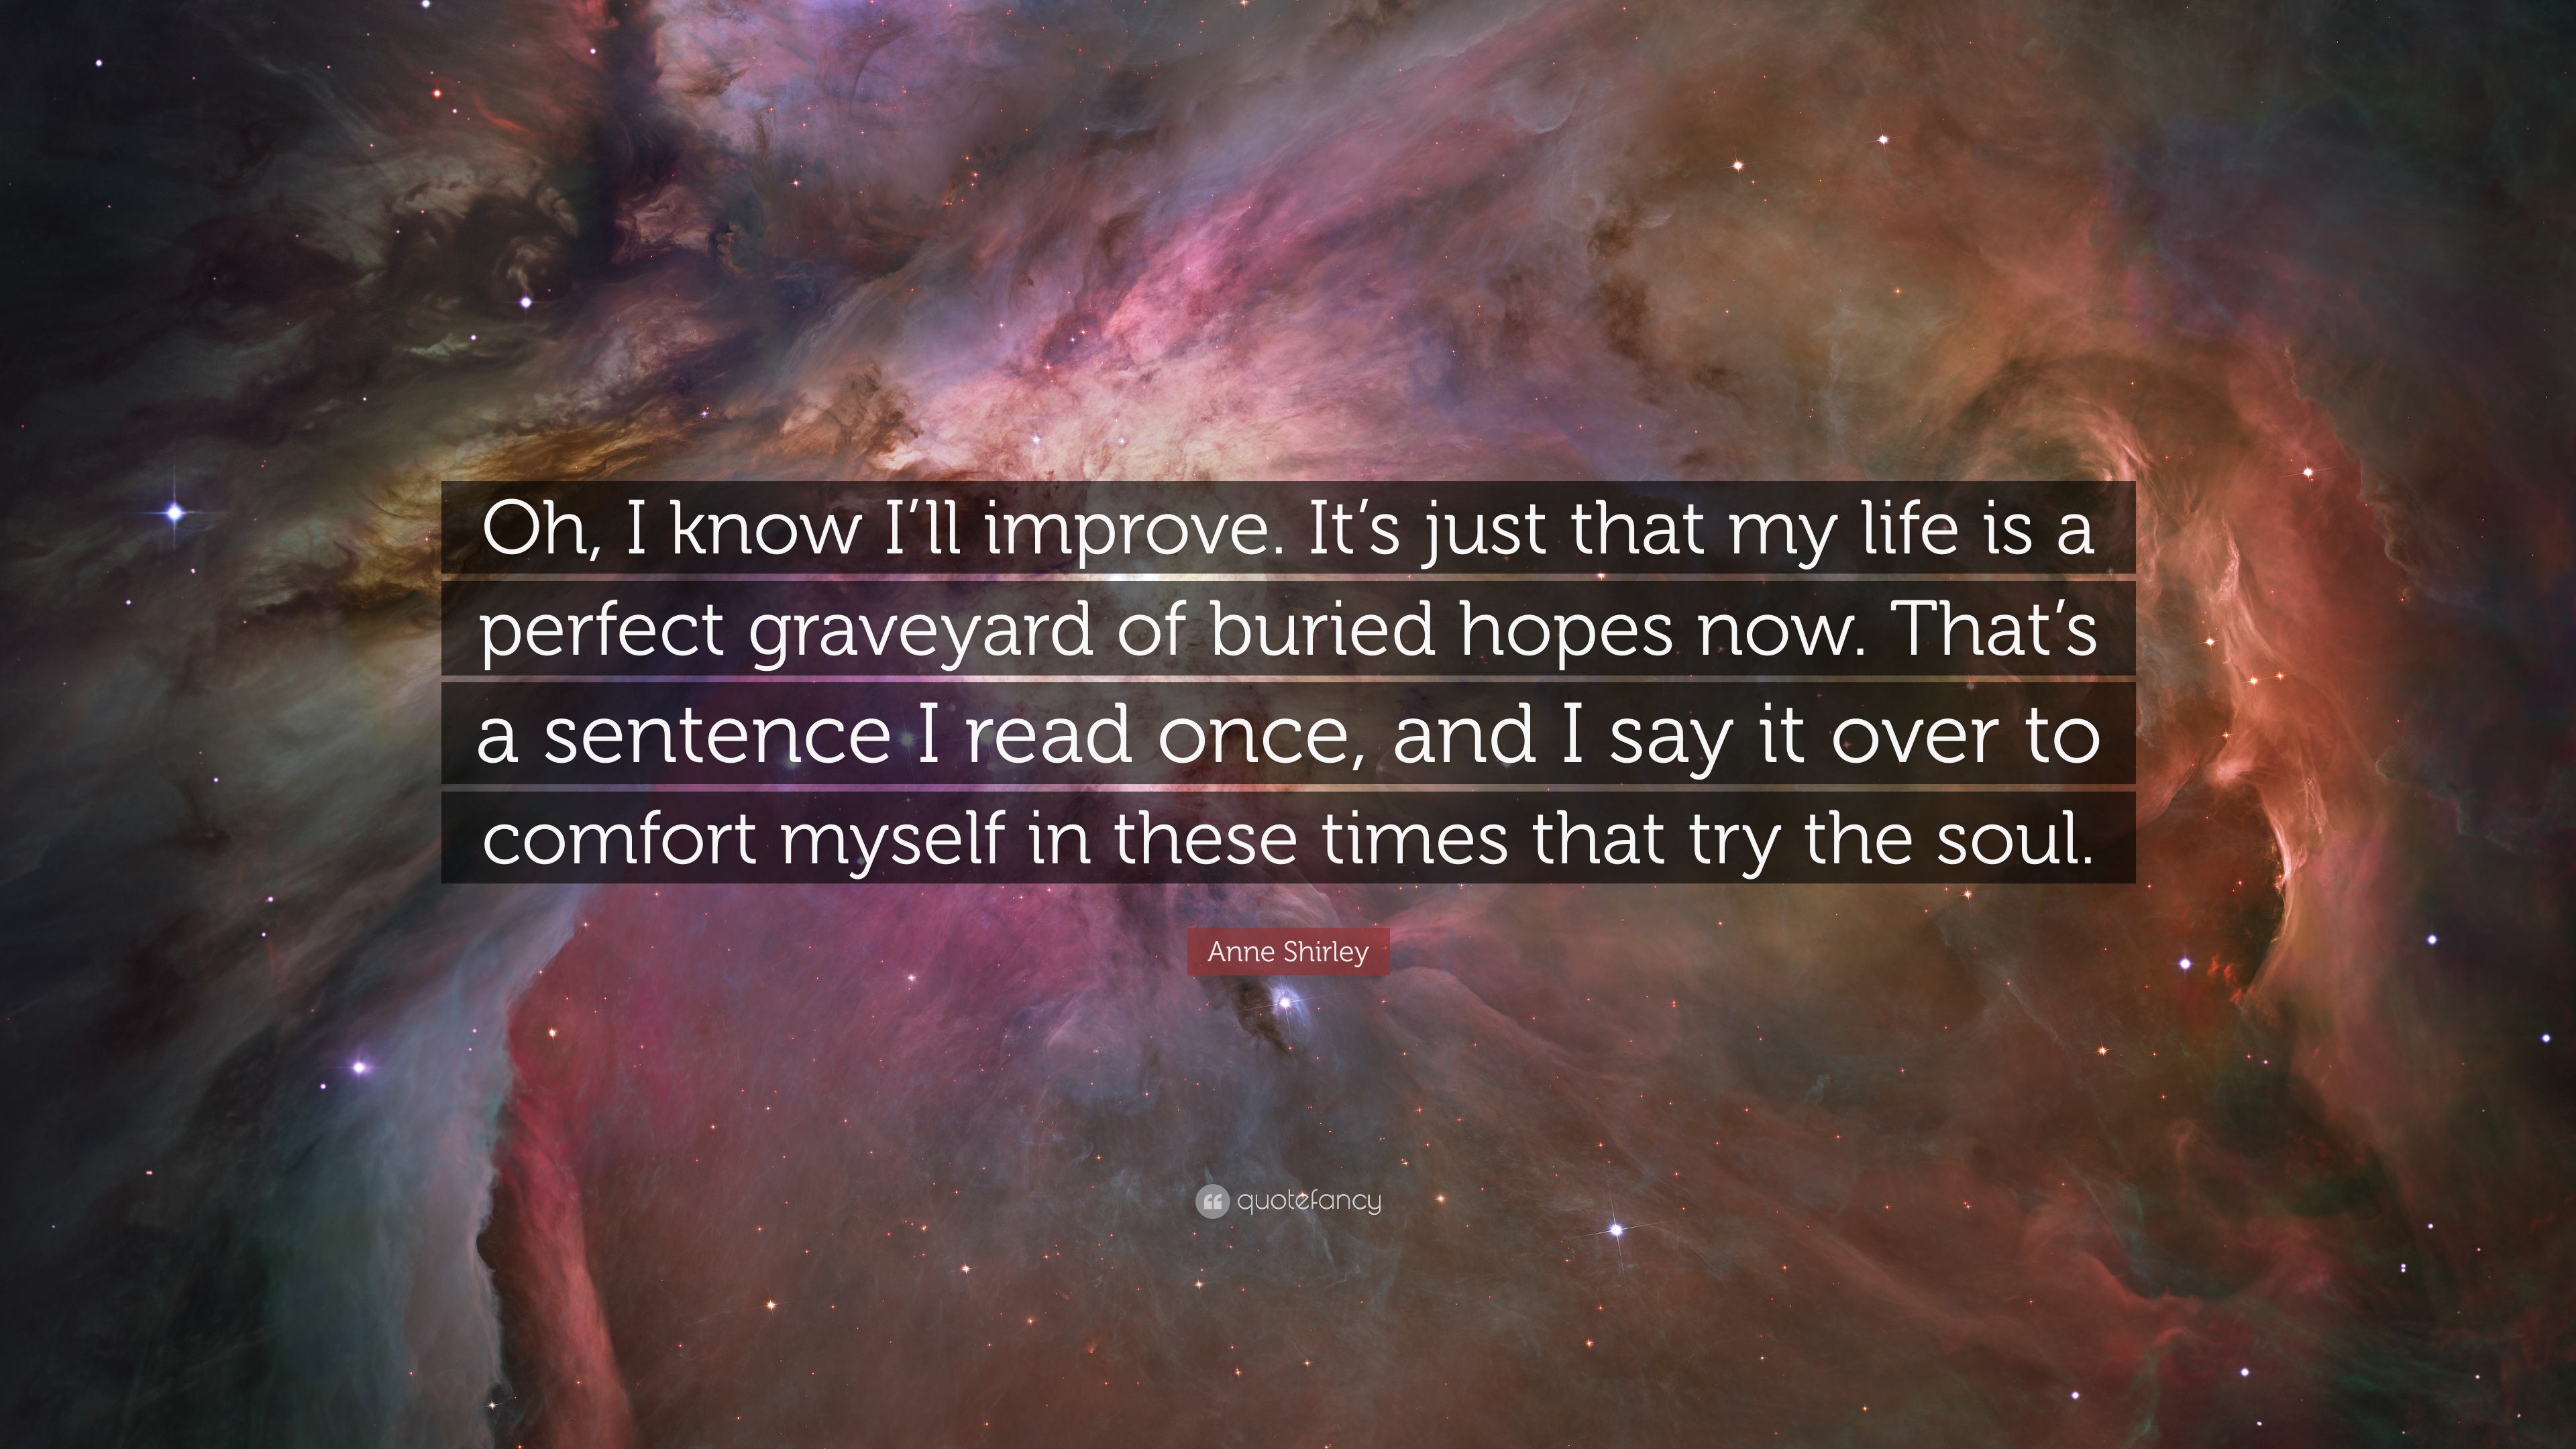 Oh, I know I’ll improve. It’s just that my life is a
perfect graveyard of buried hopes now. That’s
a sentence I read once, and I say it over to
comfort myself in these times that try the soul.
Anne Shirley
quotefancy